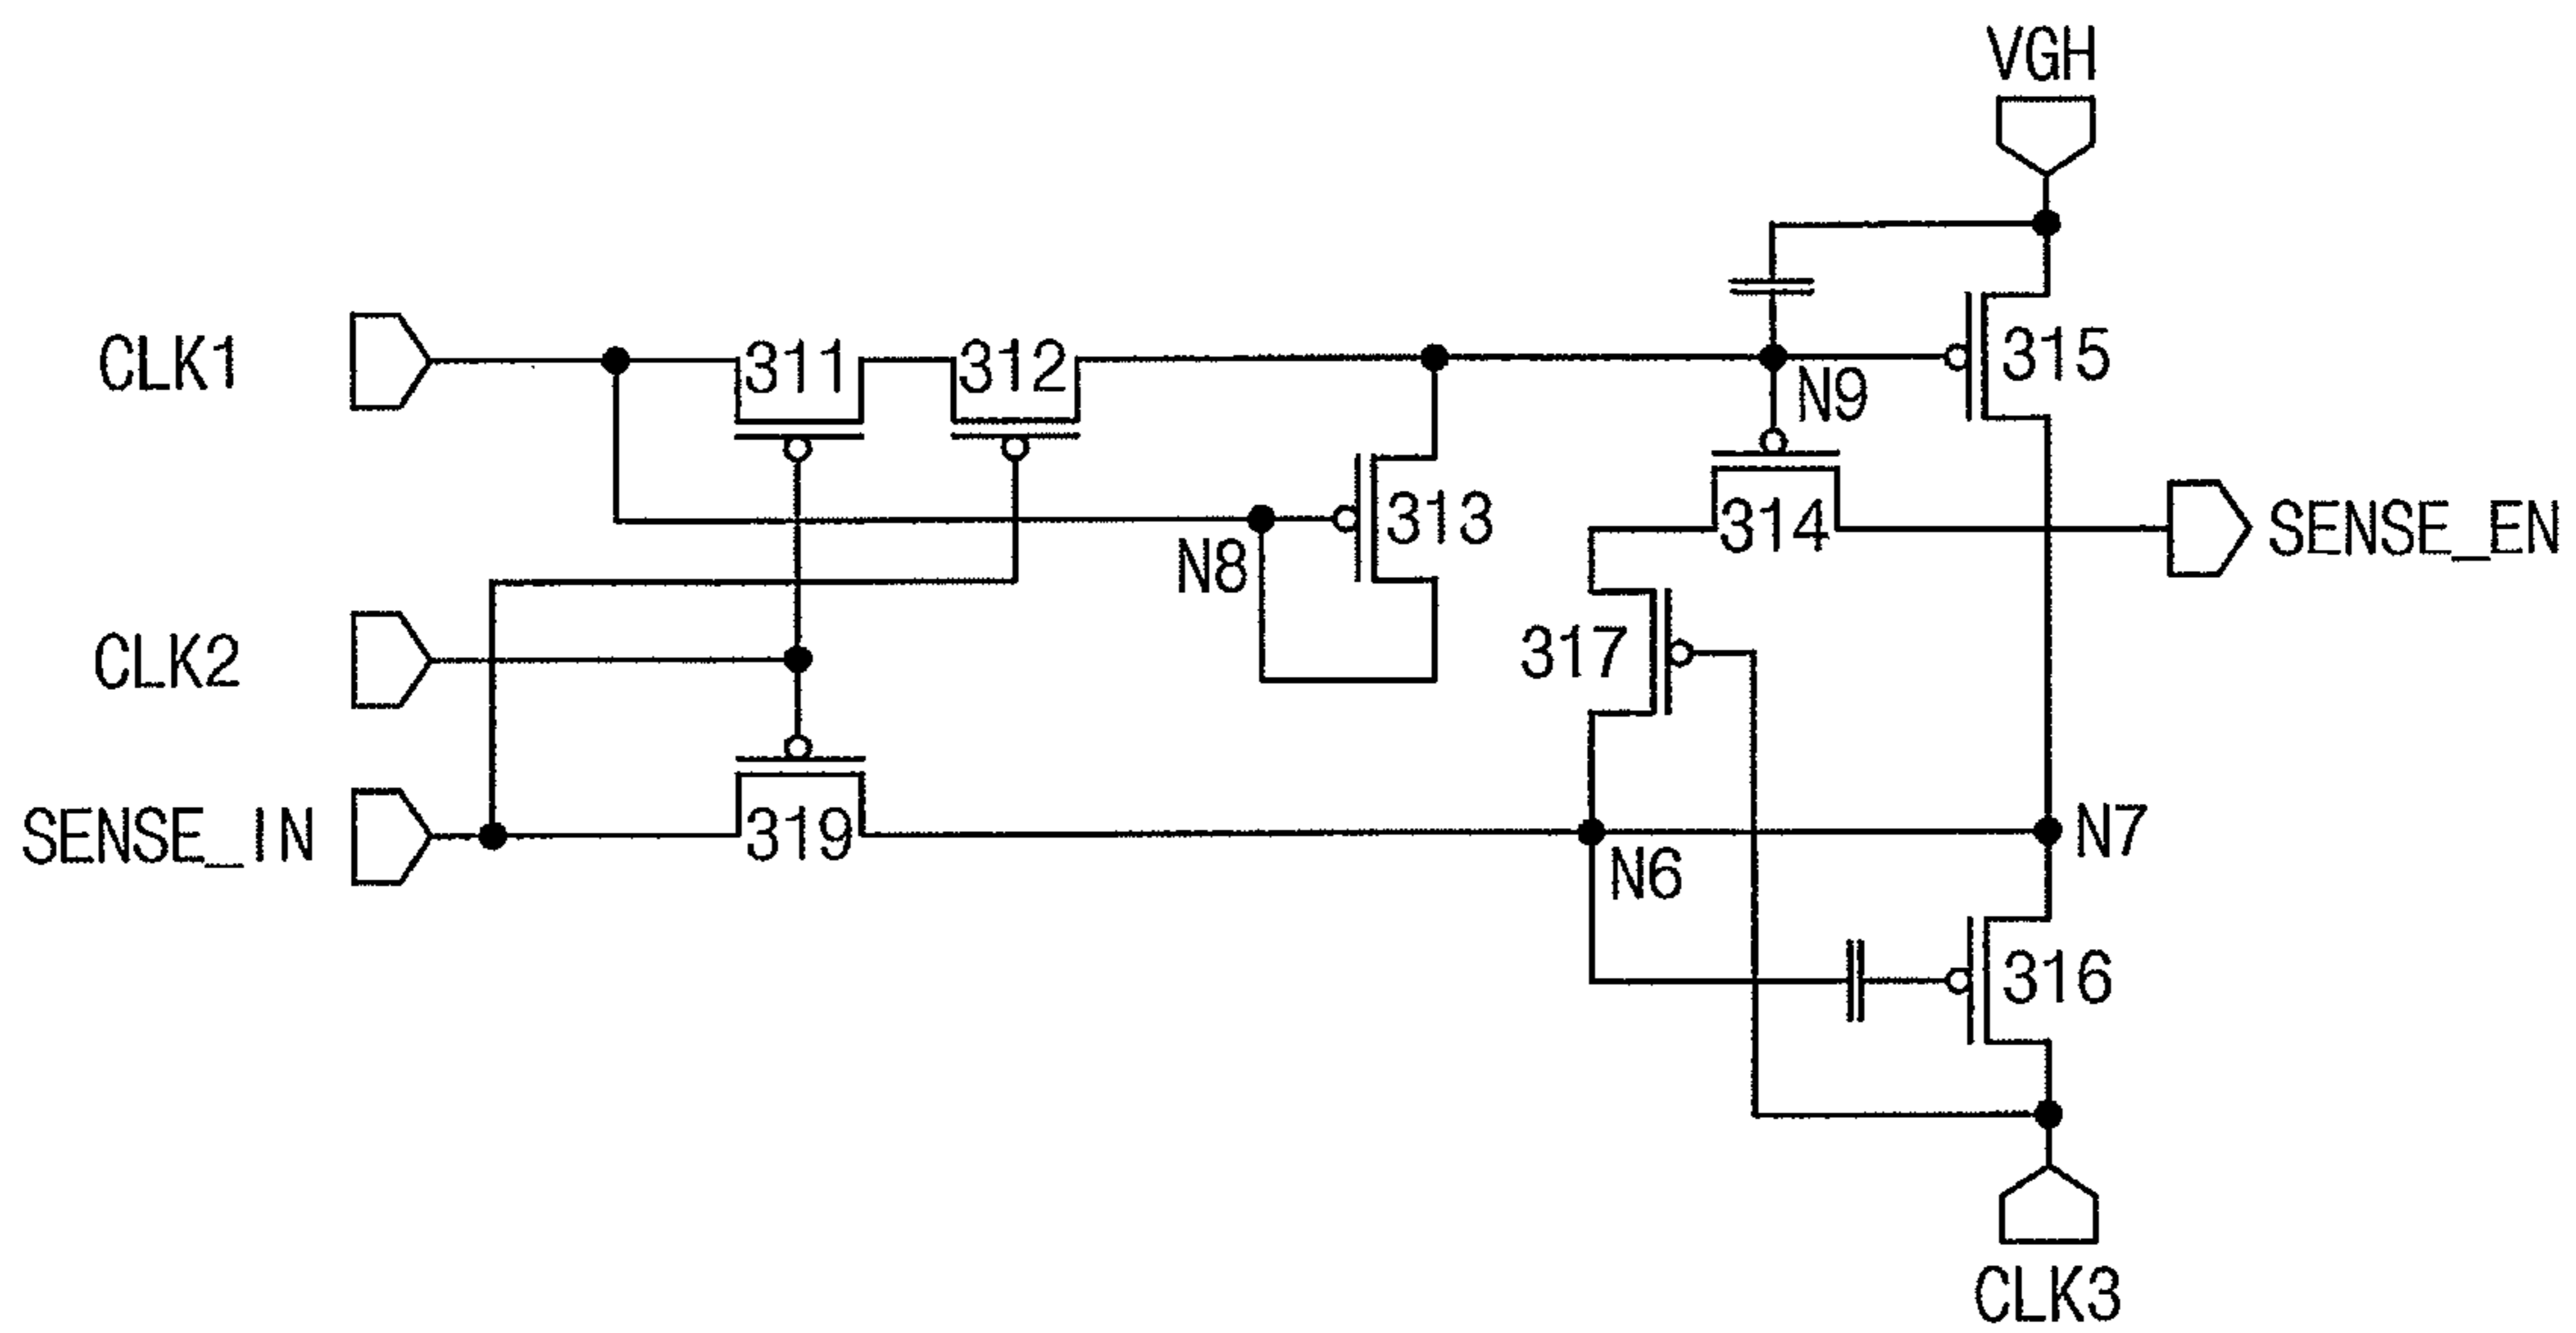 VGH
CLK1
311
312
315
N9
313
314
SENSE_EN
N8
317
CLK2
SENSE_IN
319
N7
N6
316
CLK3